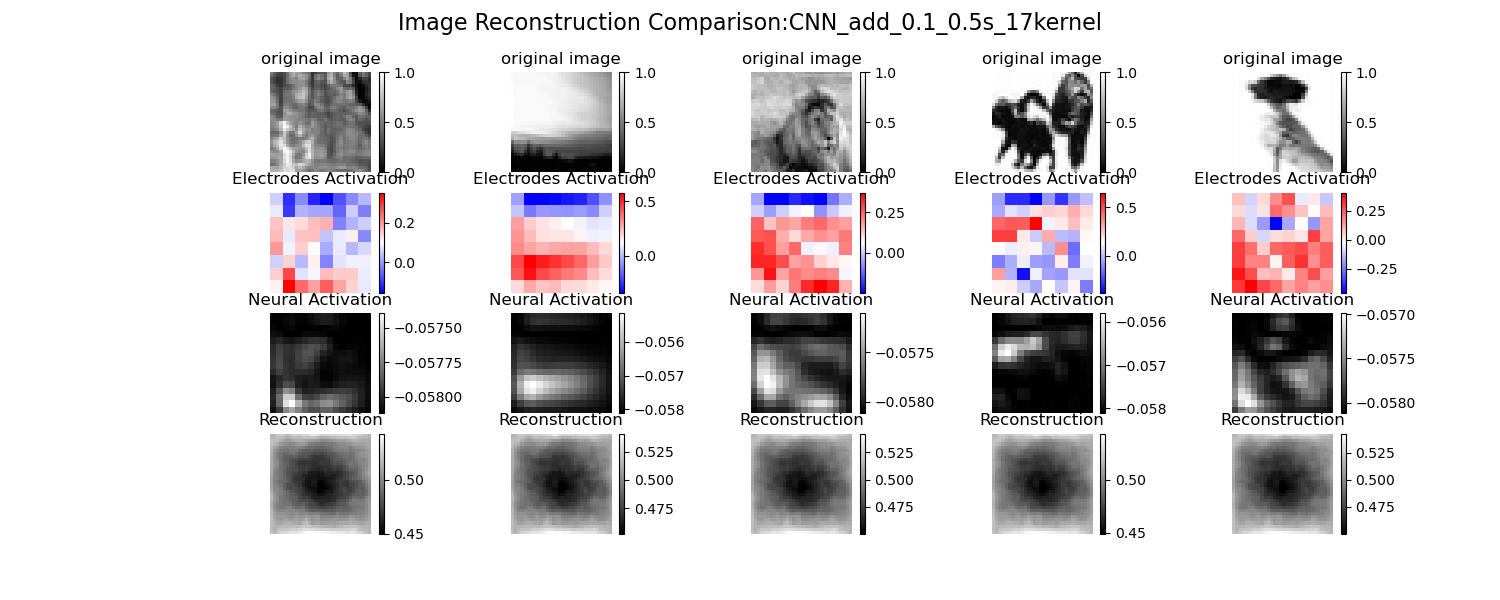 Image Reconstruction Comparison:CNN_add_0.1_0.5s_17kernel
original image original image original image original image original image
1.0 1.0 1.0 1.0 1.0
0.5 0.5 0.5 0.5 0.5
0.0 0.0 0.0 0.0 0.0
Electrodes Activation Electrodes Activation Electrodes Activation Electrodes Activation Electrodes Activation
0.2 0.5 0.25 0.5 0.25
0.0 0.0 0.00 0.0 0.00
−0.25
Neural Activation Neural Activation Neural Activation Neural Activation Neural Activation
−0.05750 −0.056 −0.0575 −0.056 −0.0570
−0.05775 −0.057 −0.0580 −0.057 −0.0575
−0.05800 −0.058 −0.058 −0.0580
Reconstruction Reconstruction Reconstruction Reconstruction Reconstruction
0.525 0.525 0.525
0.50 0.500 0.500 0.50 0.500
0.475 0.475 0.475
0.45 0.45